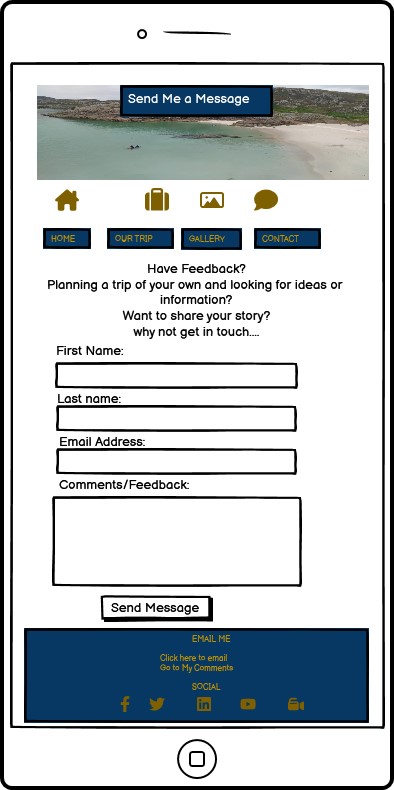 Send Me a Message
HOME OUR TRIP GALLERY CONTACT
Have Feedback?
Planning a trip of your own and looking for ideas or
information?
Want to share your story?
why not get in touch....
First Name:
Last name:
Email Address:
Comments/Feedback:
Send Message
EMAIL ME
Click here to email
Go to My Comments
SOCIAL